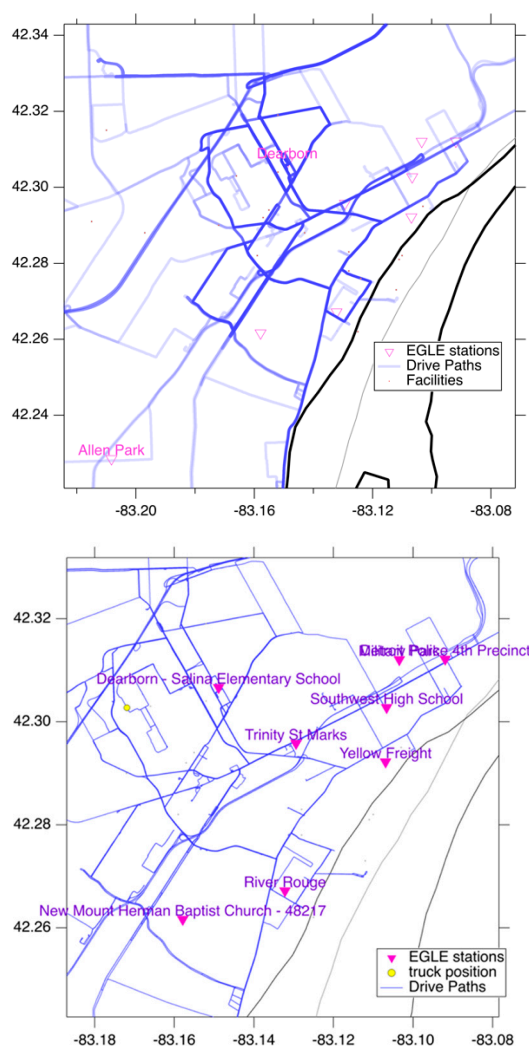 42.34
42.32
42.30
42.28
42.26
42.24
Dearborn
Allen Park
EGLE stations
Drive Paths
Facilities
-83.20
-83.16
-83.12
-83.08
42.32
42.30
42.28
42.26
Police 4th Precinct
Dearborn - Salina Elementary School
Southwest High School
Trinity St Marks
Yellow Freight
River Rouge
New Mount Herman Baptist Church - 48217
EGLE stations
truck position
Drive Paths
-83.18
-83.16
-83.14
-83.12
-83.10
-83.08